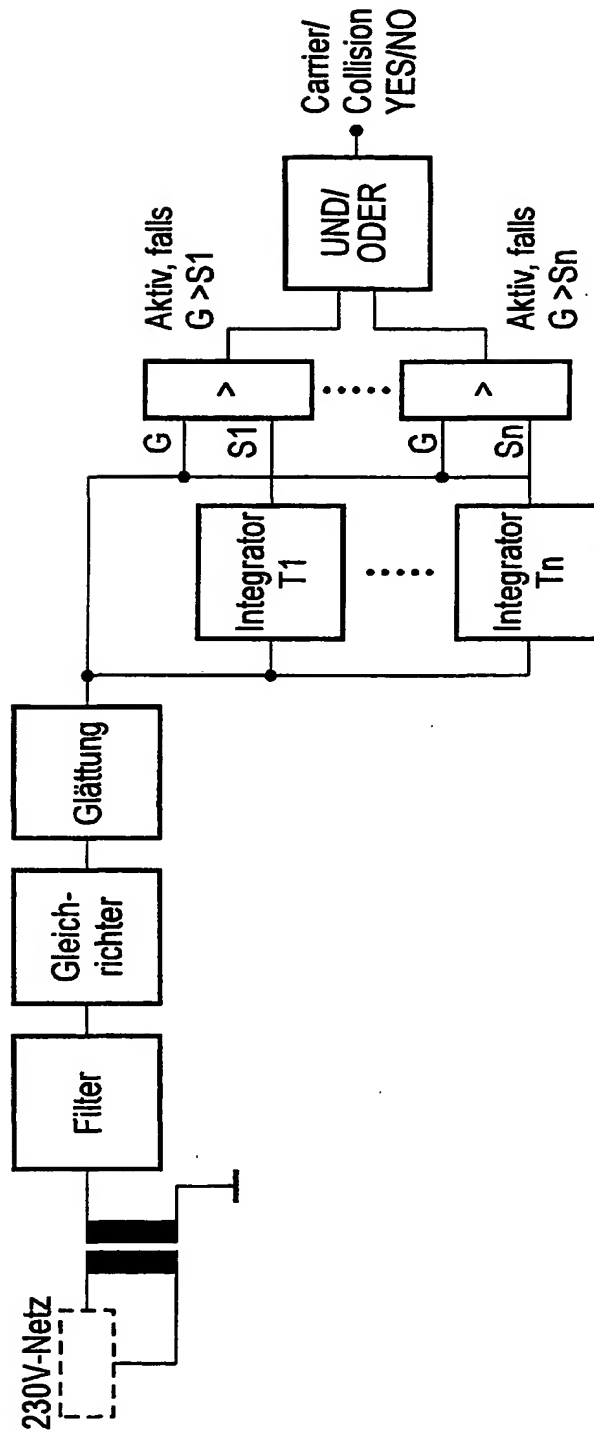 230V-Netz
Filter
Gleich-
richter
Glättung
Integrator
T1
Integrator
Tn
G
S1
G
Sn
>
>
Aktiv, falls
G >S1
Aktiv, falls
G >Sn
UND/
ODER
Carrier/
Collision
YES/NO